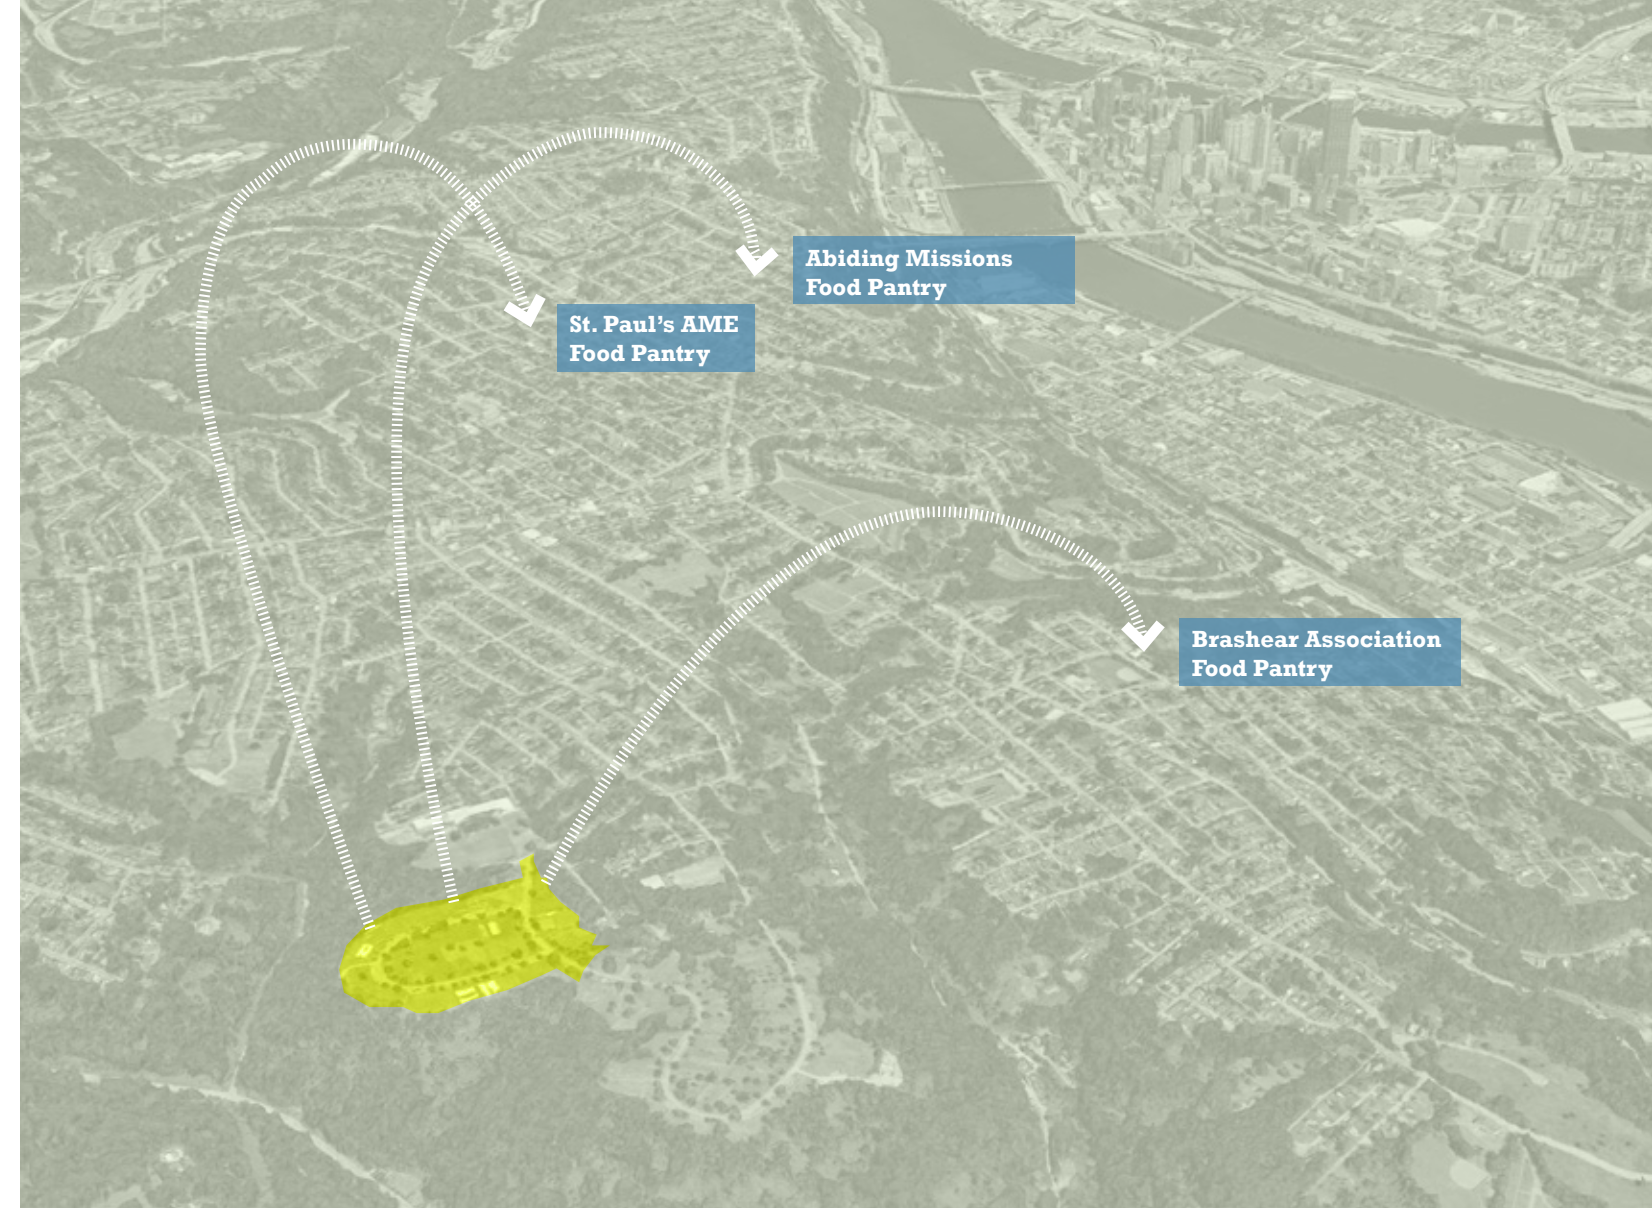 Abiding Missions
Food Pantry
St. Paul’s AME
Food Pantry
Brashear Association
Food Pantry